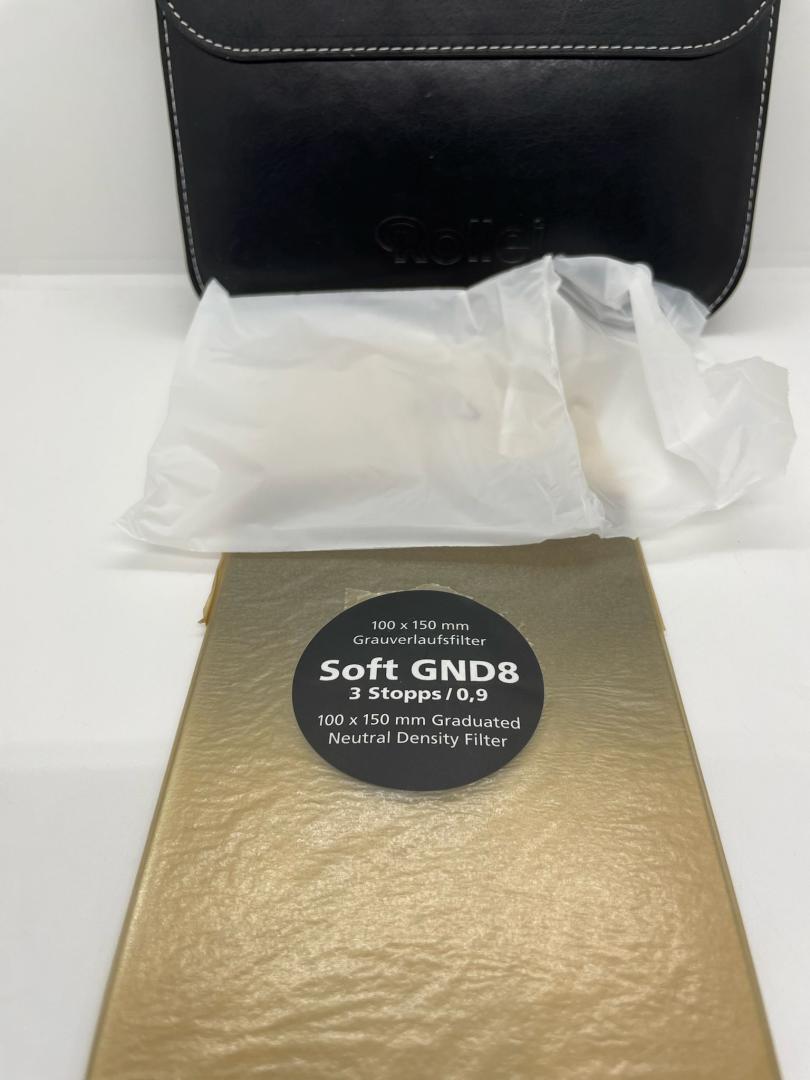 Rollei
100 x 150 mm
Grauverlaufsfilter
Soft GND8
3 Stopps / 0,9
100 x 150 mm Graduated
Neutral Density Filter